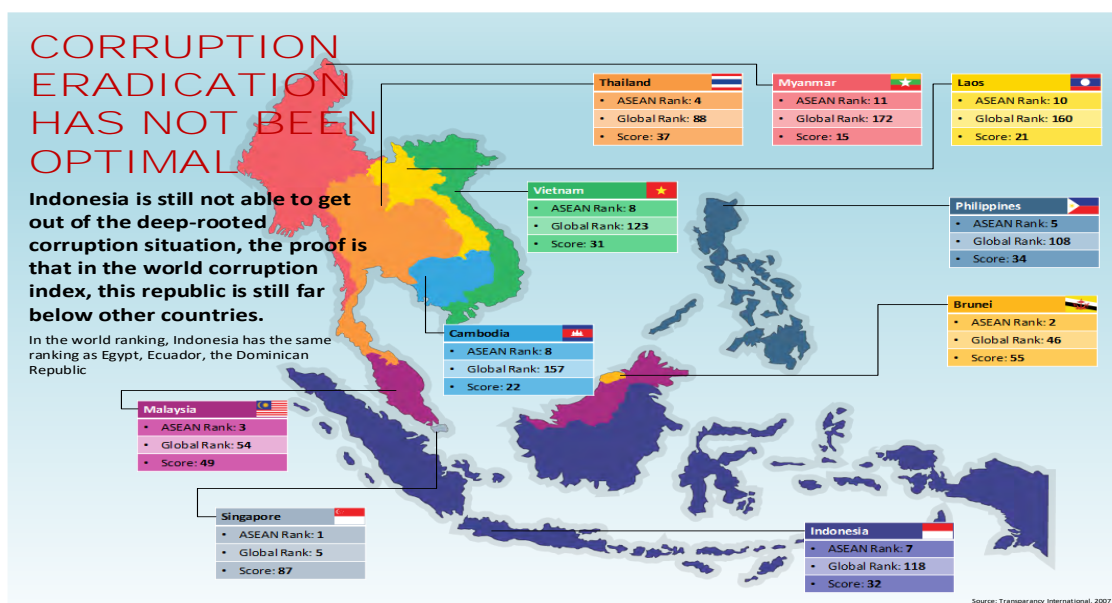 CORRUPTION
ERADICATION
HAS NOT BEEN
OPTIMAL
Indonesia is still not able to get
out of the deep-rooted
corruption situation, the proof is
that in the world corruption
index, this republic is still far
below other countries.
In the world ranking, Indonesia has the same
ranking as Egypt, Ecuador, the Dominican
Republic
Thailand
• ASEAN Rank: 4
• Global Rank: 88
• Score: 37
Myanmar
• ASEAN Rank: 11
• Global Rank: 172
• Score: 15
Laos
• ASEAN Rank: 10
• Global Rank: 160
• Score: 21
Vietnam
• ASEAN Rank: 8
• Global Rank: 123
• Score: 31
Philippines
• ASEAN Rank: 5
• Global Rank: 108
• Score: 34
Brunei
• ASEAN Rank: 2
• Global Rank: 46
• Score: 55
Cambodia
• ASEAN Rank: 8
• Global Rank: 157
• Score: 22
Malaysia
• ASEAN Rank: 3
• Global Rank: 54
• Score: 49
Singapore
• ASEAN Rank: 1
• Global Rank: 5
• Score: 87
Indonesia
• ASEAN Rank: 7
• Global Rank: 118
• Score: 32
Source: Transparancy International, 2007